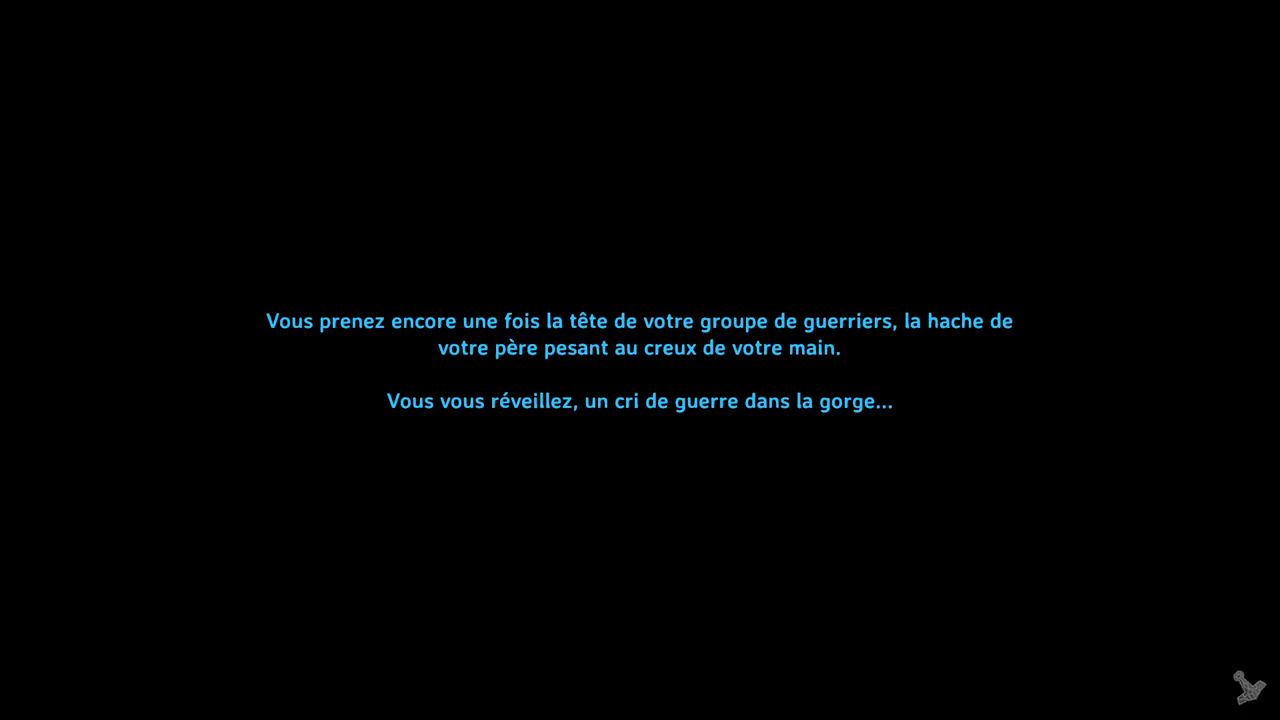 Vous prenez encore une fois la tête de votre groupe de guerriers, la hache de
votre père pesant au creux de votre main.
Vous vous réveillez, un cri de guerre dans la gorge...